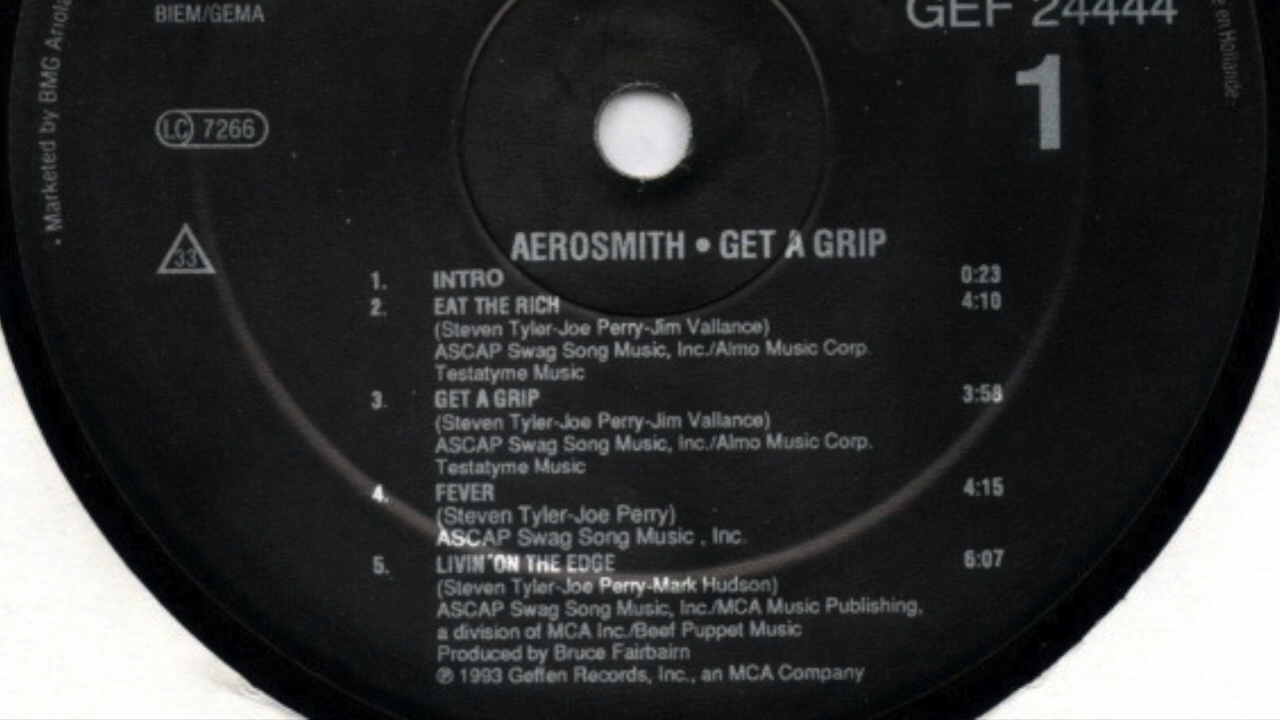 BIEM/GEMA
GEF 24444
1
LC 7266
• Marketed by BMG Ariola
33
AEROSMITH • GET A GRIP
1. INTRO 0:23
2. EAT THE RICH 4:10
(Steven Tyler-Joe Perry-Jim Vallance)
ASCAP Swag Song Music, Inc./Almo Music Corp.
Testatyme Music
3. GET A GRIP 3:58
(Steven Tyler-Joe Perry-Jim Vallance)
ASCAP Swag Song Music, Inc./Almo Music Corp.
Testatyme Music
4. FEVER 4:15
(Steven Tyler-Joe Perry)
ASCAP Swag Song Music , Inc.
5. LIVIN´ON THE EDGE 6:07
(Steven Tyler-Joe Perry-Mark Hudson)
ASCAP Swag Song Music, Inc./MCA Music Publishing,
a division of MCA Inc./Beef Puppet Music
Produced by Bruce Fairbairn
℗ 1993 Geffen Records, Inc., an MCA Company